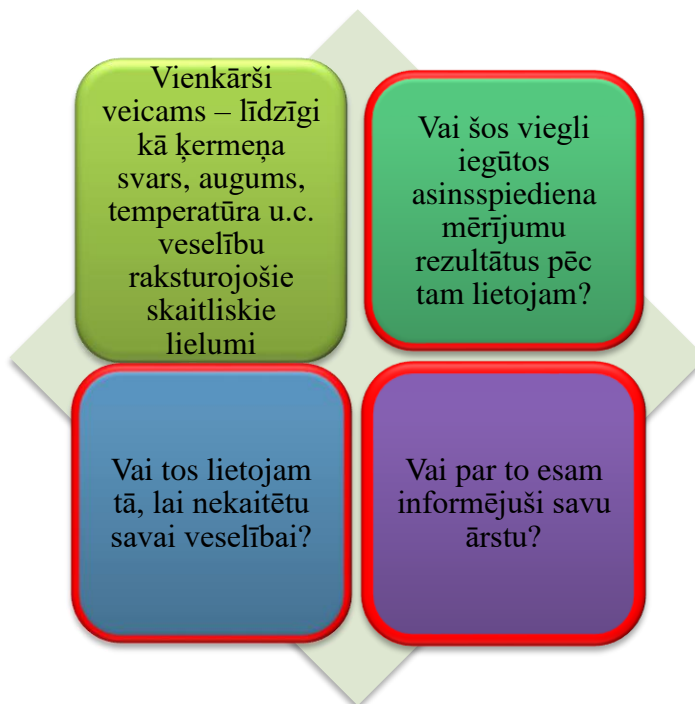 Vienkārši
veicams – līdzīgi
kā ķermeņa
svars, augums,
temperatūra u.c.
veselību
raksturojošie
skaitliskie
lielumi
Vai šos viegli
iegūtos
asinsspiediena
mērījumu
rezultātus pēc
tam lietojam?
Vai tos lietojam
tā, lai nekaitētu
savai veselībai?
Vai par to esam
informējuši savu
ārstu?